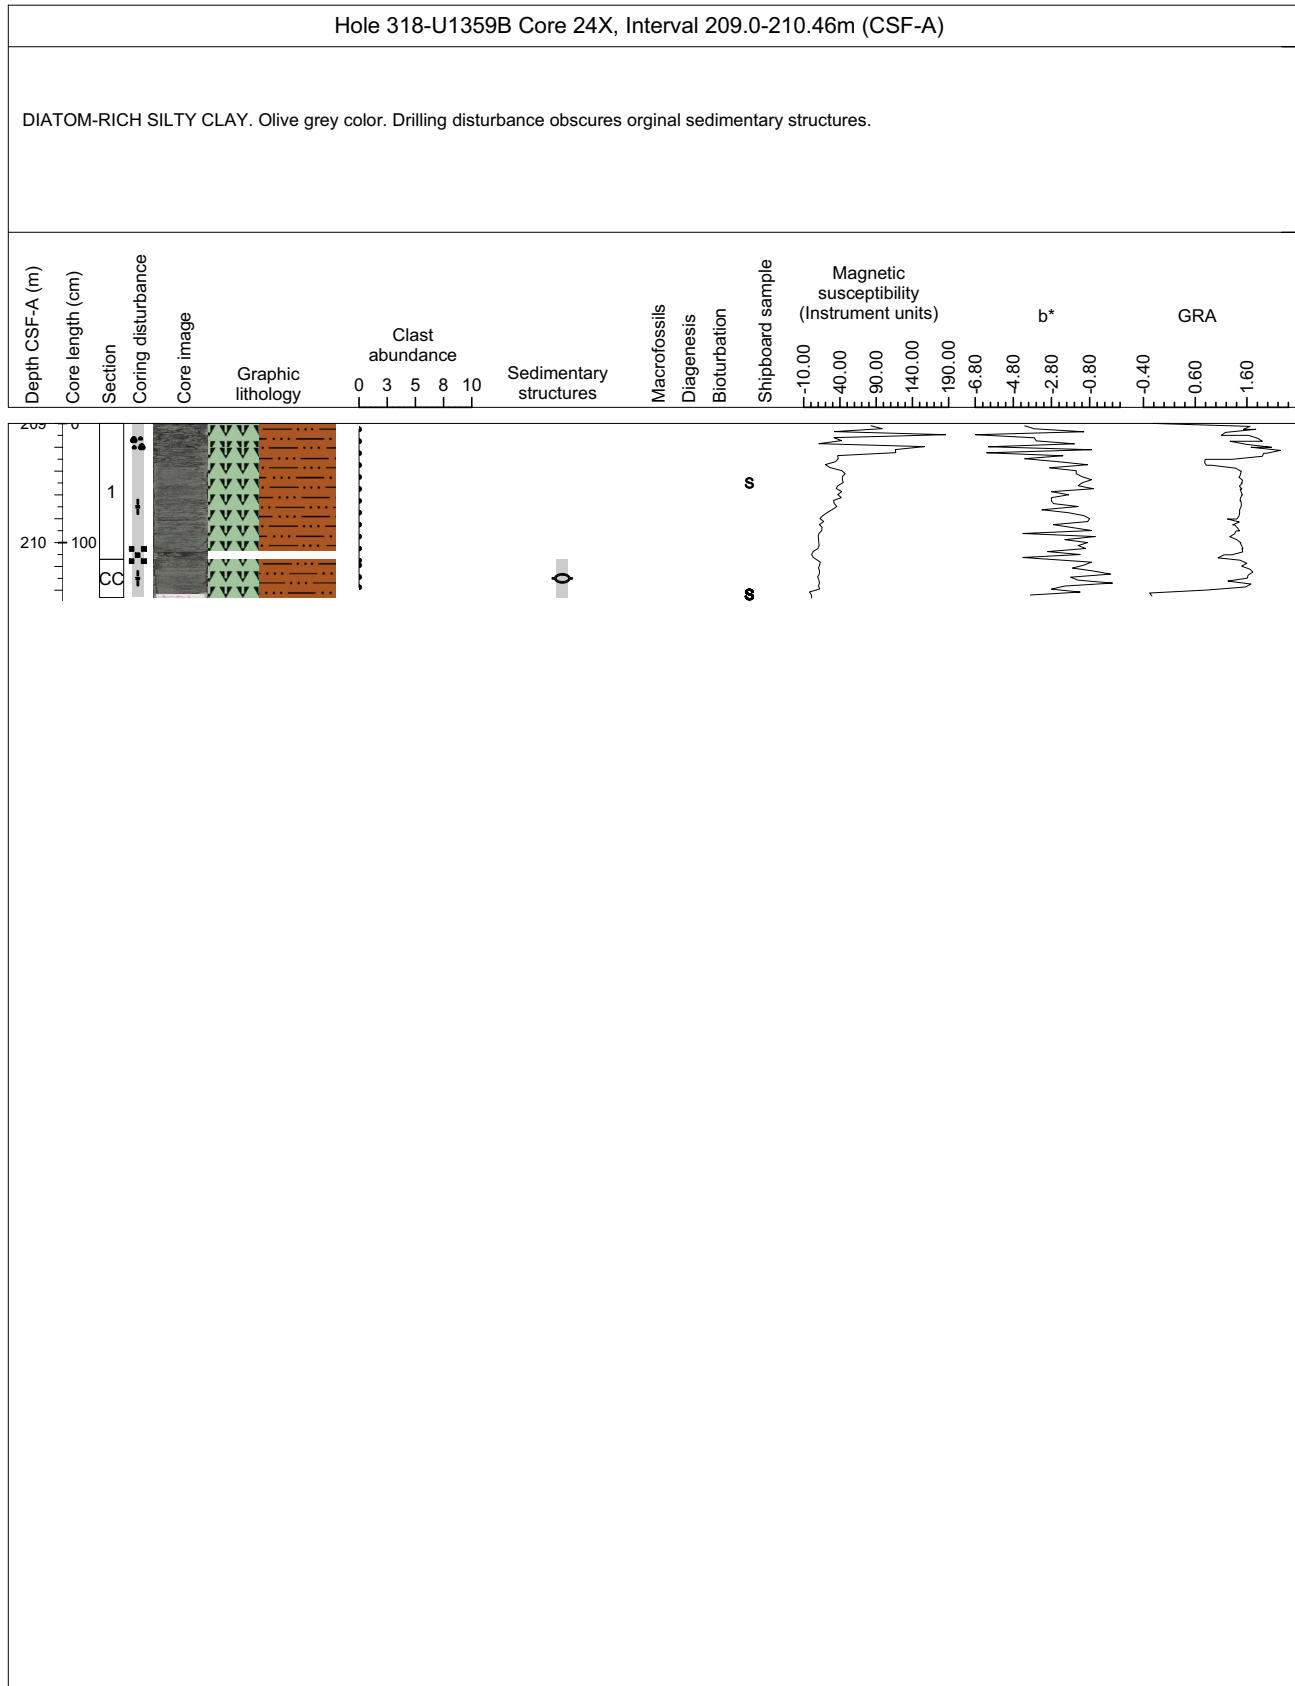 Hole 318-U1359B Core 24X, Interval 209.0-210.46m (CSF-A)
DIATOM-RICH SILTY CLAY. Olive grey color. Drilling disturbance obscures orginal sedimentary structures.
Depth CSF-A (m)
Core length (cm)
Section
Coring disturbance
Core image
Graphic
lithology
Clast
abundance
0 3 5 8 10
Sedimentary
structures
Macrofossils
Diagenesis
Bioturbation
Shipboard sample
Magnetic
susceptibility
(Instrument units)
-10.00
40.00
90.00
140.00
190.00
b*
-6.80
-4.80
-2.80
-0.80
GRA
-0.40
0.60
1.60
209 0
1
S
210 100
CC
S